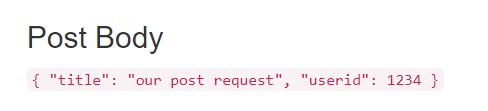 Post Body
{ "title": "our post request", "userid": 1234 }